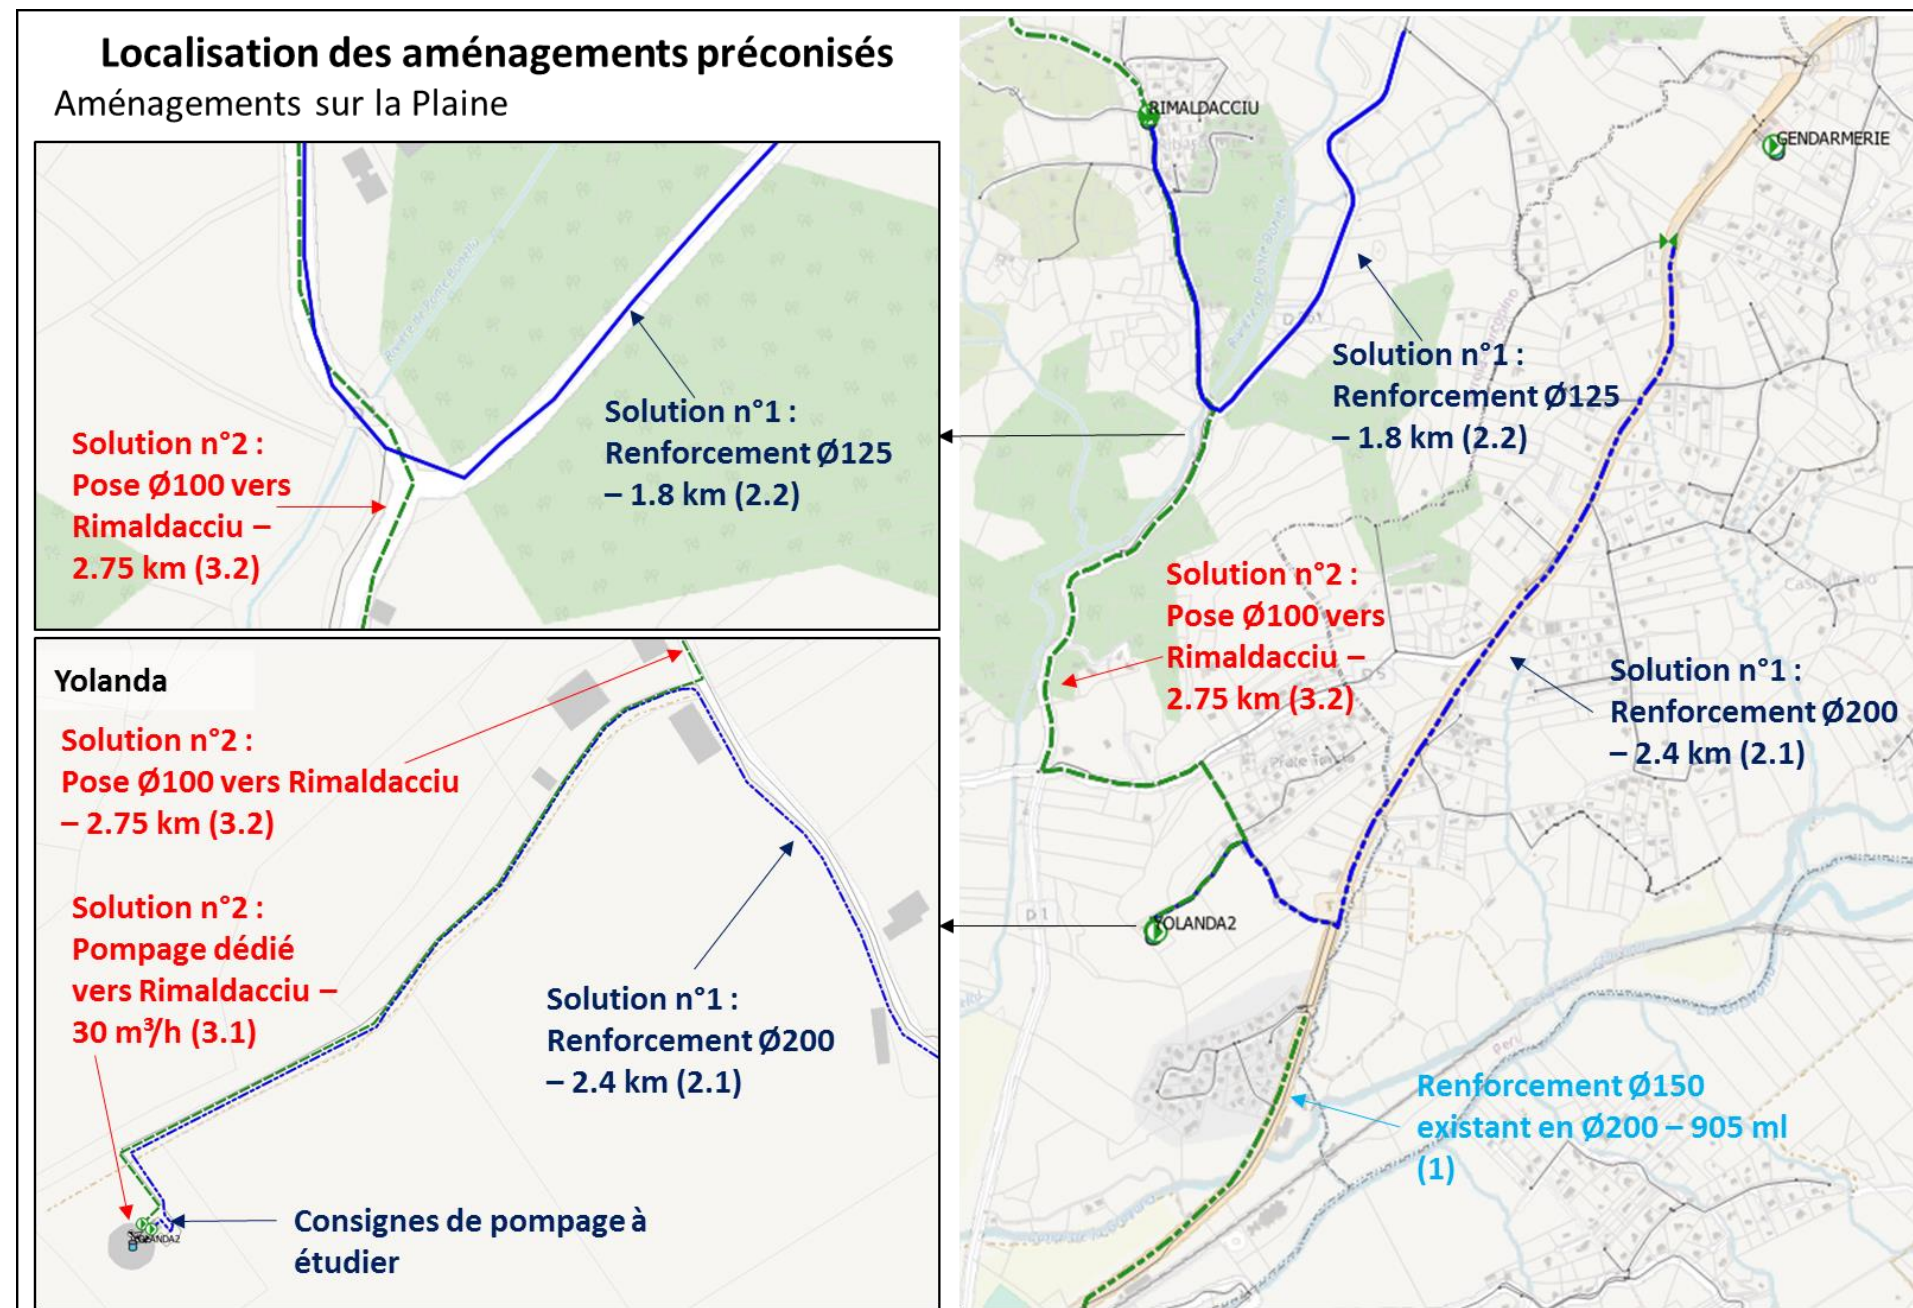 Localisation des aménagements préconisés
Aménagements sur la Plaine
Solution n°2 :
Pose Ø100 vers
Rimaldacciu –
2.75 km (3.2)
Solution n°1 :
Renforcement Ø125
– 1.8 km (2.2)
Yolanda
Solution n°2 :
Pose Ø100 vers Rimaldacciu
– 2.75 km (3.2)
Solution n°2 :
Pompage dédié
vers Rimaldacciu –
30 m³/h (3.1)
Solution n°1 :
Renforcement Ø200
– 2.4 km (2.1)
Consignes de pompage à
étudier
RIMALDACCIU
GENDARMERIE
Solution n°1 :
Renforcement Ø125
– 1.8 km (2.2)
Solution n°2 :
Pose Ø100 vers
Rimaldacciu –
2.75 km (3.2)
D 5
Solution n°1 :
Renforcement Ø200
– 2.4 km (2.1)
D 1
YOLANDA2
Peri
Renforcement Ø150
existant en Ø200 – 905 ml
(1)